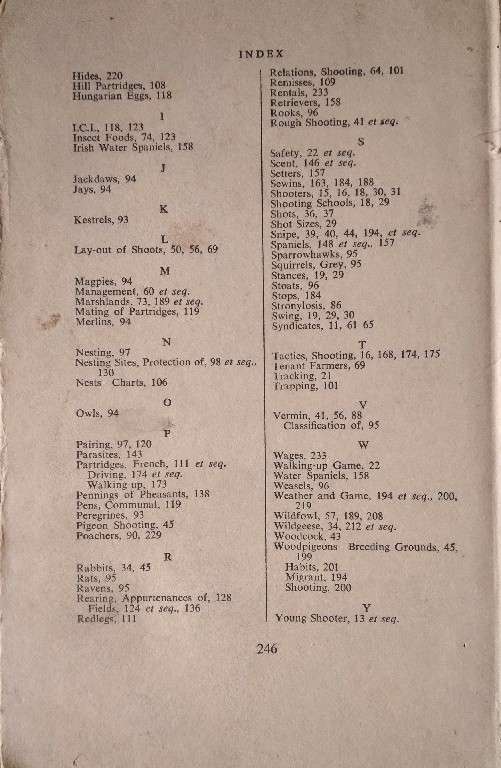 INDEX
Hides, 220
Hill Partridges, 108
Hungarian Eggs, 118
I
I.C.I., 118, 123
Insect Foods, 74, 123
Irish Water Spaniels, 158
J
Jackdaws, 94
Jays, 94
K
Kestrels, 93
L
Lay-out of Shoots, 50, 56, 69
M
Magpies, 94
Management, 60 et seq.
Marshlands, 73, 189 et seq.
Mating of Partridges, 119
Merlins, 94
N
Nesting, 97
Nesting Sites, Protection of, 98 et seq.,
130
Nests Charts, 106
O
Owls, 94
P
Pairing, 97, 120
Parasites, 143
Partridges, French, 111 et seq.
Driving, 174 et seq.
Walking up, 173
Pennings of Pheasants, 138
Pens, Communal, 119
Peregrines, 93
Pigeon Shooting, 45
Poachers, 90, 229
R
Rabbits, 34, 45
Rats, 95
Ravens, 95
Rearing, Appurtenances of, 128
Fields, 124 et seq., 136
Redlegs, 111
Relations, Shooting, 64, 101
Remisses, 109
Rentals, 233
Retrievers, 158
Rooks, 96
Rough Shooting, 41 et seq.
S
Safety, 22 et seq.
Scent, 146 et seq.
Setters, 157
Sewins, 163, 184, 188
Shooters, 15, 16, 18, 30, 31
Shooting Schools, 18, 29
Shots, 36, 37
Shot Sizes, 29
Snipe, 39, 40, 44, 194, et seq.
Spaniels, 148 et seq., 157
Sparrowhawks, 95
Squirrels, Grey, 95
Stances, 19, 29
Stoats, 96
Stops, 184
Strongylosis, 86
Swing, 19, 29, 30
Syndicates, 11, 61 65
T
Tactics, Shooting, 16, 168, 174, 175
Tenant Farmers, 69
Tracking, 21
Trapping, 101
V
Vermin, 41, 56, 88
Classification of, 95
W
Wages, 233
Walking-up Game, 22
Water Spaniels, 158
Weasels, 96
Weather and Game, 194 et seq., 200,
219
Wildfowl, 57, 189, 208
Wildgeese, 34, 212 et seq.
Woodcock, 43
Woodpigeons Breeding Grounds, 45,
199
Habits, 201
Migrant, 194
Shooting, 200
Y
Young Shooter, 13 et seq.
246